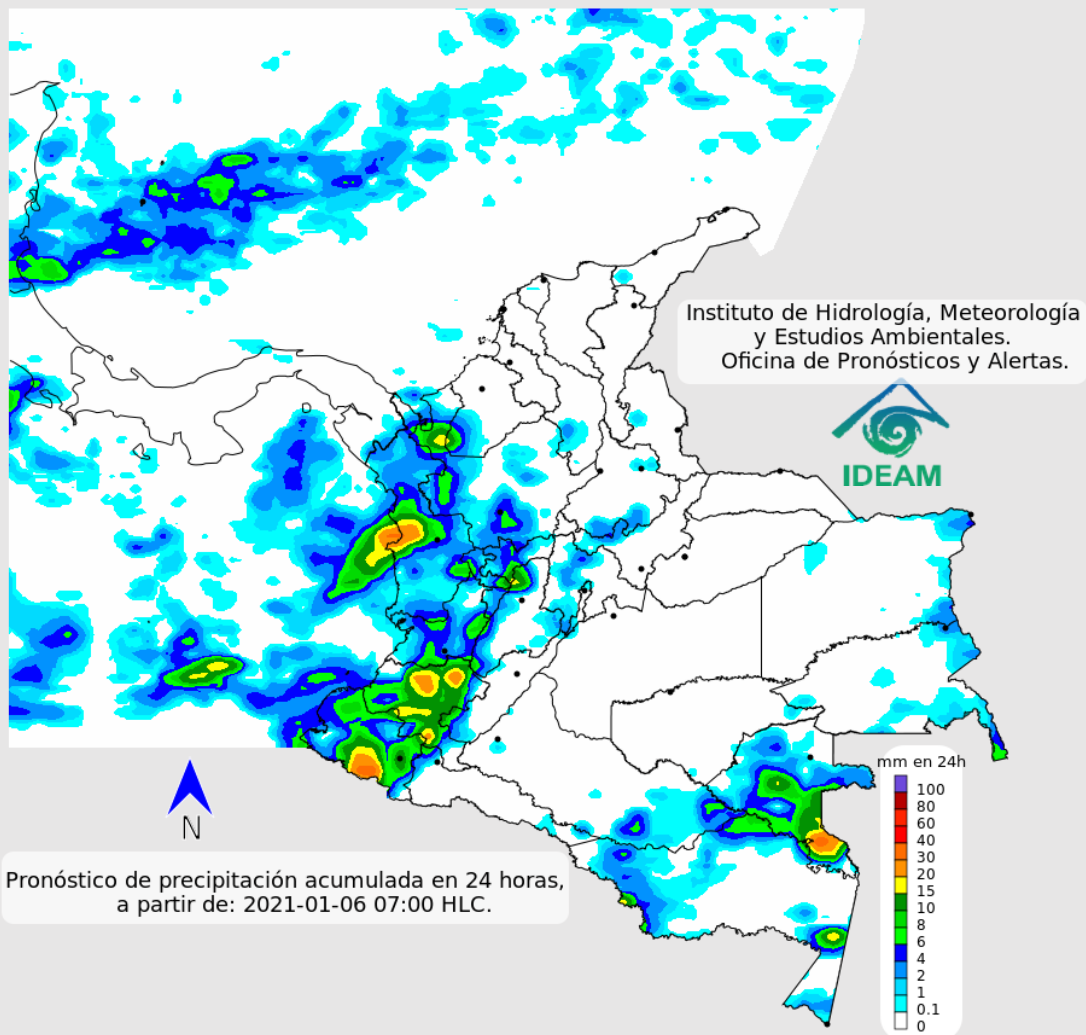 Instituto de Hidrología, Meteorología
y Estudios Ambientales.
Oficina de Pronósticos y Alertas.
IDEAM
mm en 24h
100
80
60
40
30
20
15
10
8
6
4
2
1
0.1
0
N
Pronóstico de precipitación acumulada en 24 horas,
a partir de: 2021-01-06 07:00 HLC.